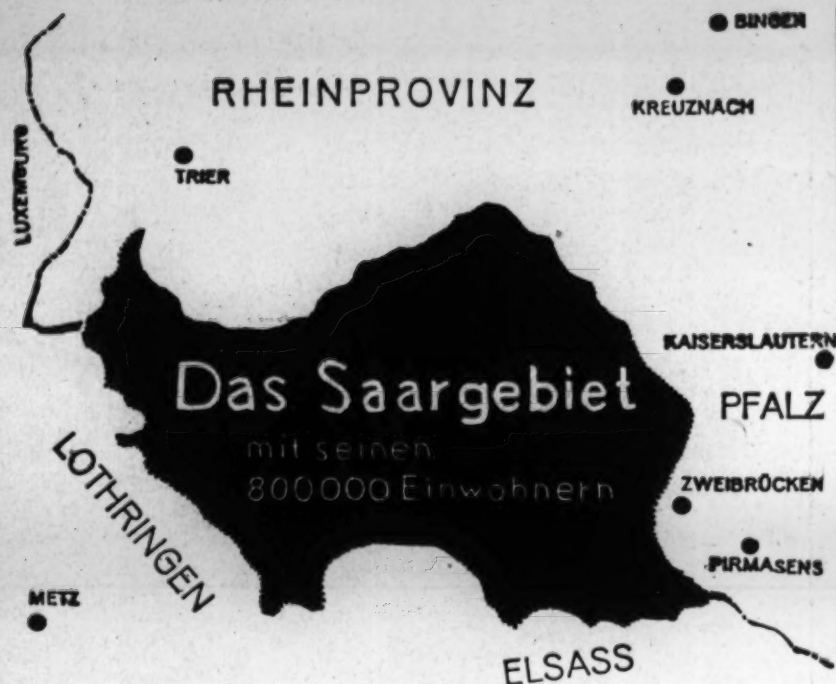 BINGEN
RHEINPROVINZ
KREUZNACH
TRIER
LUXEMBURG
KAISERSLAUTERN
Das Saargebiet
PFALZ
mit seinen
800000 Einwohnern
ZWEIBRÜCKEN
LOTHRINGEN
PIRMASENS
METZ
ELSASS